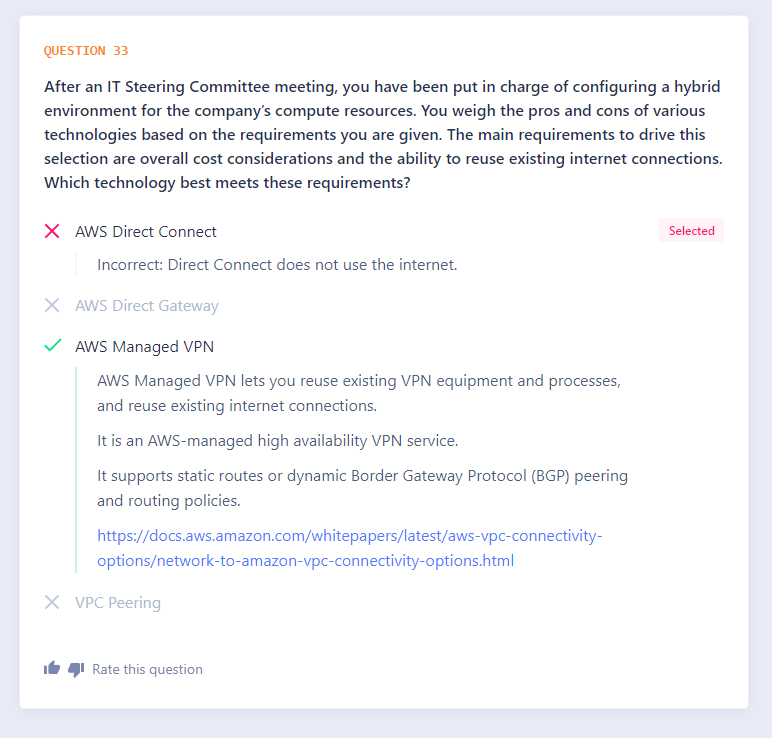 QUESTION 33
After an IT Steering Committee meeting, you have been put in charge of configuring a hybrid
environment for the company's compute resources. You weigh the pros and cons of various
technologies based on the requirements you are given. The main requirements to drive this
selection are overall cost considerations and the ability to reuse existing internet connections.
Which technology best meets these requirements?
AWS Direct Connect
Selected
Incorrect: Direct Connect does not use the internet.
AWS Direct Gateway
AWS Managed VPN
AWS Managed VPN lets you reuse existing VPN equipment and processes,
and reuse existing internet connections.
It is an AWS-managed high availability VPN service.
It supports static routes or dynamic Border Gateway Protocol (BGP) peering
and routing policies.
https://docs.aws.amazon.com/whitepapers/latest/aws-vpc-connectivity-
options/network-to-amazon-vpc-connectivity-options.html
VPC Peering
Rate this question